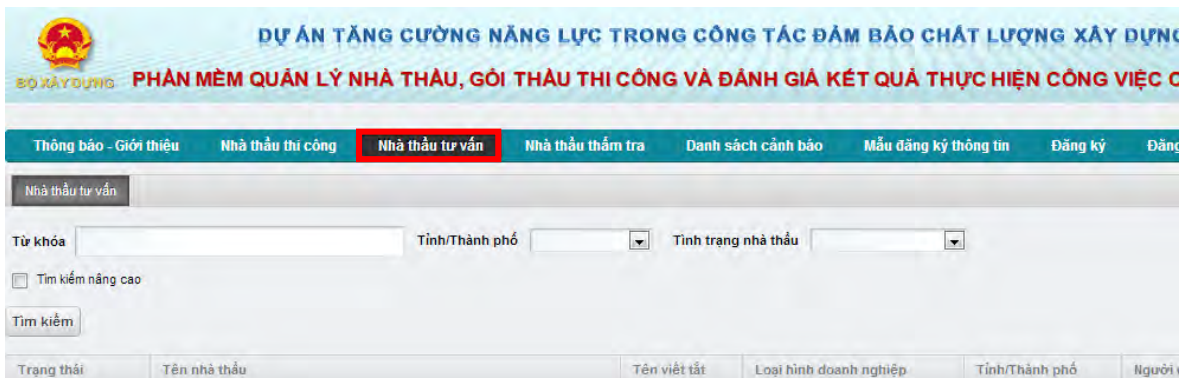 DỰ ÁN TĂNG CƯỜNG NĂNG LỰC TRONG CÔNG TÁC ĐẢM BẢO CHẤT LƯỢNG XÂY DỰNG
BỘ XÂY DỰNG PHẦN MỀM QUẢN LÝ NHÀ THẦU, GÓI THẦU THI CÔNG VÀ ĐÁNH GIÁ KẾT QUẢ THỰC HIỆN CÔNG VIỆC C
Thông báo - Giới thiệu Nhà thầu thi công Nhà thầu tư vấn Nhà thầu thẩm tra Danh sách cảnh báo Mẫu đăng ký thông tin Đăng ký Đăng
Nhà thầu tư vấn
Từ khóa Tỉnh/Thành phố Tình trạng nhà thầu
Tìm kiếm nâng cao
Tìm kiếm
Trạng thái Tên nhà thầu Tên viết tắt Loại hình doanh nghiệp Tỉnh/Thành phố Người